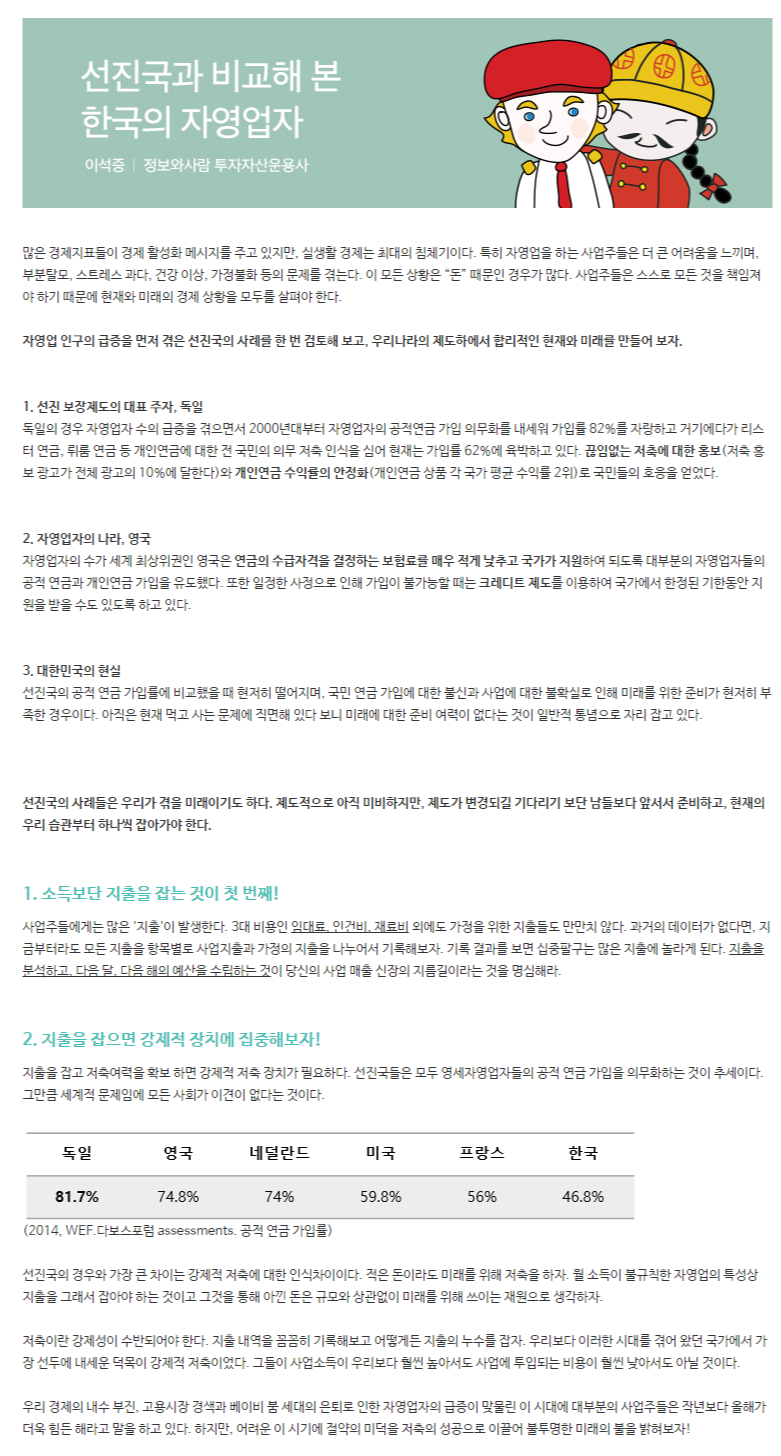 선진국과 비교해 본
한국의 자영업자
이석중 | 정보와사람 투자자산운용사
많은 경제지표들이 경제 활성화 메시지를 주고 있지만, 실생활 경제는 최대의 침체기이다. 특히 자영업을 하는 사업주들은 더 큰 어려움을 느끼며,
부분탈모, 스트레스 과다, 건강 이상, 가정불화 등의 문제를 겪는다. 이 모든 상황은 “돈” 때문인 경우가 많다. 사업주들은 스스로 모든 것을 책임져
야 하기 때문에 현재와 미래의 경제 상황을 모두를 살펴야 한다.
자영업 인구의 급증을 먼저 겪은 선진국의 사례를 한 번 검토해 보고, 우리나라의 제도하에서 합리적인 현재와 미래를 만들어 보자.
1. 선진 보장제도의 대표 주자, 독일
독일의 경우 자영업자 수의 급증을 겪으면서 2000년대부터 자영업자의 공적연금 가입 의무화를 내세워 가입률 82%를 자랑하고 거기에다가 리스
터 연금, 뤼룹 연금 등 개인연금에 대한 전 국민의 의무 저축 인식을 심어 현재는 가입률 62%에 육박하고 있다. 끊임없는 저축에 대한 홍보(저축 홍
보 광고가 전체 광고의 10%에 달한다)와 개인연금 수익률의 안정화(개인연금 상품 각 국가 평균 수익률 2위)로 국민들의 호응을 얻었다.
2. 자영업자의 나라, 영국
자영업자의 수가 세계 최상위권인 영국은 연금의 수급자격을 결정하는 보험료를 매우 적게 낮추고 국가가 지원하여 되도록 대부분의 자영업자들의
공적 연금과 개인연금 가입을 유도했다. 또한 일정한 사정으로 인해 가입이 불가능할 때는 크레디트 제도를 이용하여 국가에서 한정된 기한동안 지
원을 받을 수도 있도록 하고 있다.
3. 대한민국의 현실
선진국의 공적 연금 가입률에 비교했을 때 현저히 떨어지며, 국민 연금 가입에 대한 불신과 사업에 대한 불확실로 인해 미래를 위한 준비가 현저히 부
족한 경우이다. 아직은 현재 먹고 사는 문제에 직면해 있다 보니 미래에 대한 준비 여력이 없다는 것이 일반적 통념으로 자리 잡고 있다.
선진국의 사례들은 우리가 겪을 미래이기도 하다. 제도적으로 아직 미비하지만, 제도가 변경되길 기다리기 보단 남들보다 앞서서 준비하고, 현재의
우리 습관부터 하나씩 잡아가야 한다.
1. 소득보단 지출을 잡는 것이 첫 번째!
사업주들에게는 많은 '지출'이 발생한다. 3대 비용인 임대료, 인건비, 재료비 외에도 가정을 위한 지출들도 만만치 않다. 과거의 데이터가 없다면, 지
금부터라도 모든 지출을 항목별로 사업지출과 가정의 지출을 나누어서 기록해보자. 기록 결과를 보면 십중팔구는 많은 지출에 놀라게 된다. 지출을
분석하고, 다음 달, 다음 해의 예산을 수립하는 것이 당신의 사업 매출 신장의 지름길이라는 것을 명심해라.
2. 지출을 잡으면 강제적 장치에 집중해보자!
지출을 잡고 저축여력을 확보 하면 강제적 저축 장치가 필요하다. 선진국들은 모두 영세자영업자들의 공적 연금 가입을 의무화하는 것이 추세이다.
그만큼 세계적 문제임에 모든 사회가 이견이 없다는 것이다.
독일 영국 네덜란드 미국 프랑스 한국
81.7% 74.8% 74% 59.8% 56% 46.8%
(2014, WEF.다보스포럼 assessments. 공적 연금 가입률)
선진국의 경우와 가장 큰 차이는 강제적 저축에 대한 인식차이이다. 적은 돈이라도 미래를 위해 저축을 하자. 월 소득이 불규칙한 자영업의 특성상
지출을 그래서 잡아야 하는 것이고 그것을 통해 아낀 돈은 규모와 상관없이 미래를 위해 쓰이는 재원으로 생각하자.
저축이란 강제성이 수반되어야 한다. 지출 내역을 꼼꼼히 기록해보고 어떻게든 지출의 누수를 잡자. 우리보다 이러한 시대를 겪어 왔던 국가에서 가
장 선두에 내세운 덕목이 강제적 저축이었다. 그들이 사업소득이 우리보다 훨씬 높아서도 사업에 투입되는 비용이 훨씬 낮아서도 아닐 것이다.
우리 경제의 내수 부진, 고용시장 경색과 베이비 붐 세대의 은퇴로 인한 자영업자의 급증이 맞물린 이 시대에 대부분의 사업주들은 작년보다 올해가
더욱 힘든 해라고 말을 하고 있다. 하지만, 어려운 이 시기에 절약의 미덕을 저축의 성공으로 이끌어 불투명한 미래의 불을 밝혀보자!